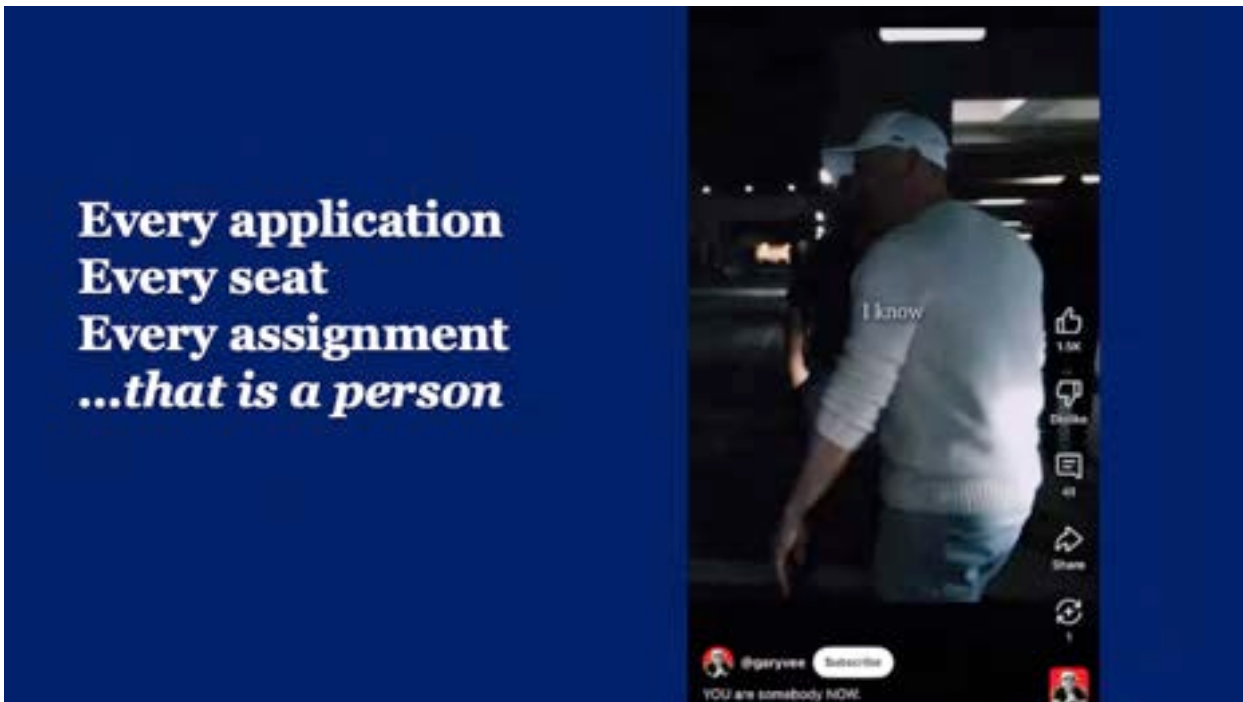 Every application
Every seat
Every assignment
...that is a person
I know
1.5K
Dislike
Share
1
@garyvee Subscribe
YOU are somebody NOW.